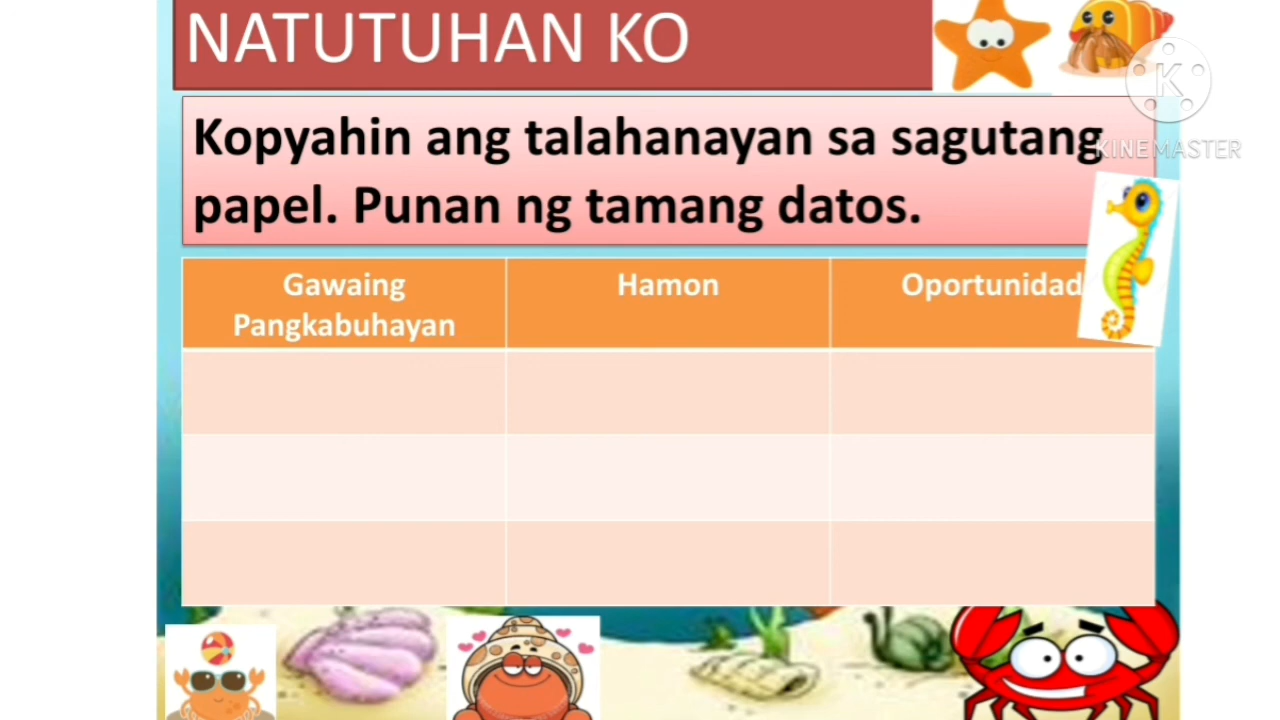 NATUTUHAN KO
K
KINEMASTER
Kopyahin ang talahanayan sa sagutang
papel. Punan ng tamang datos.
Gawaing
Pangkabuhayan
Hamon
Oportunidad